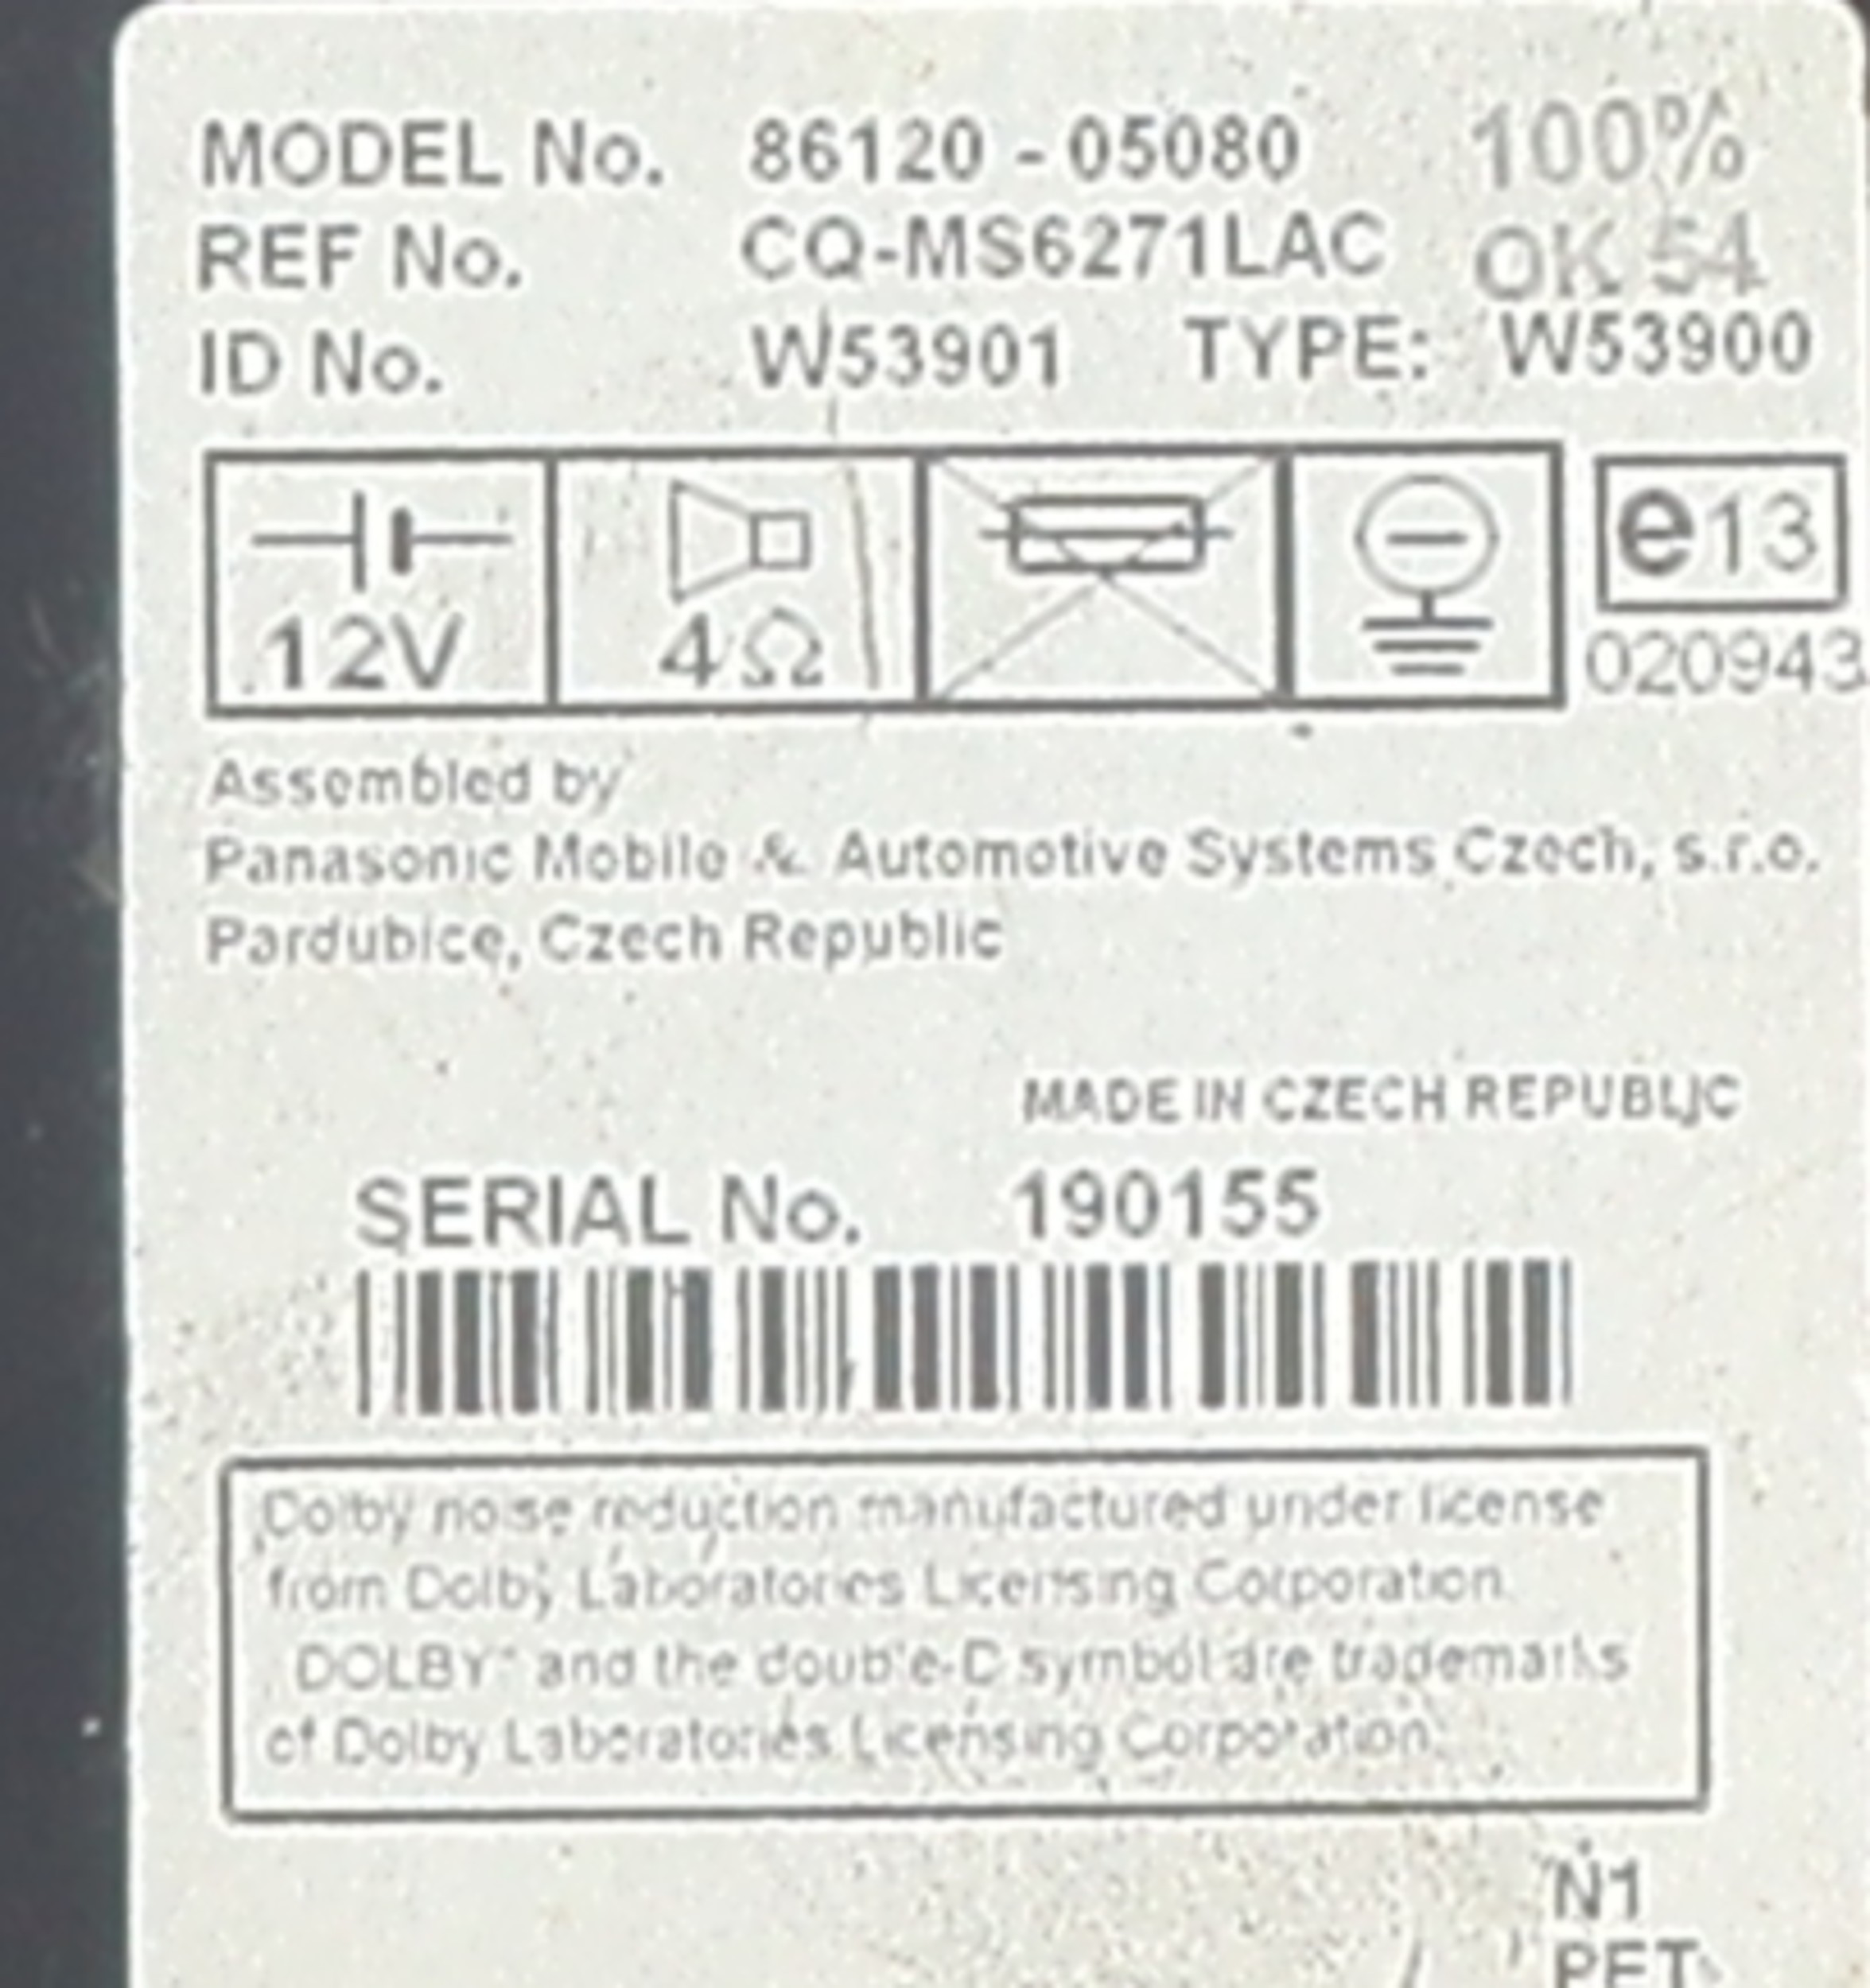 MODEL No. 86120 - 05080 100%
REF No. CQ-MS6271LAC OK 54
ID No. W53901 TYPE: W53900
12V 4Ω e13
020943
Assembled by
Panasonic Mobile & Automotive Systems Czech, s.r.o.
Pardubice, Czech Republic
MADE IN CZECH REPUBLIC
SERIAL No. 190155
Dolby noise reduction manufactured under license
from Dolby Laboratories Licensing Corporation.
DOLBY and the double-D symbol are trademarks
of Dolby Laboratories Licensing Corporation.
N1
PET